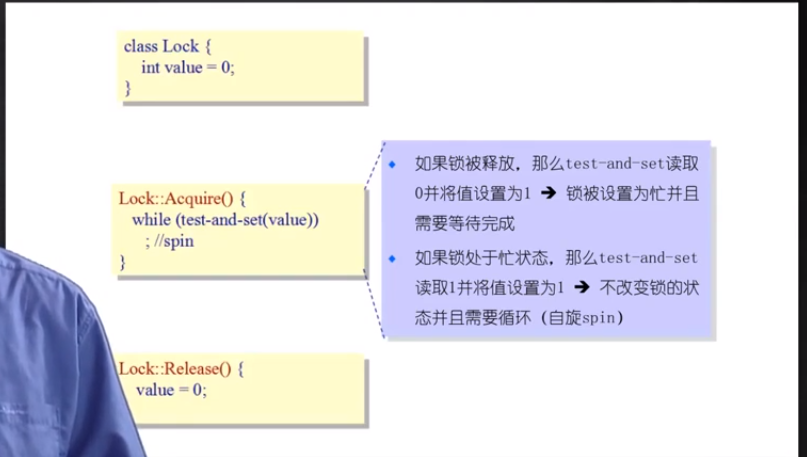 class Lock {
int value = 0;
}
Lock::Acquire() {
while (test-and-set(value))
; //spin
}
如果锁被释放，那么test-and-set读取
0并将值设置为1 ➔ 锁被设置为忙并且
需要等待完成
如果锁处于忙状态，那么test-and-set
读取1并将值设置为1 ➔ 不改变锁的状
态并且需要循环（自旋spin）
Lock::Release() {
value = 0;